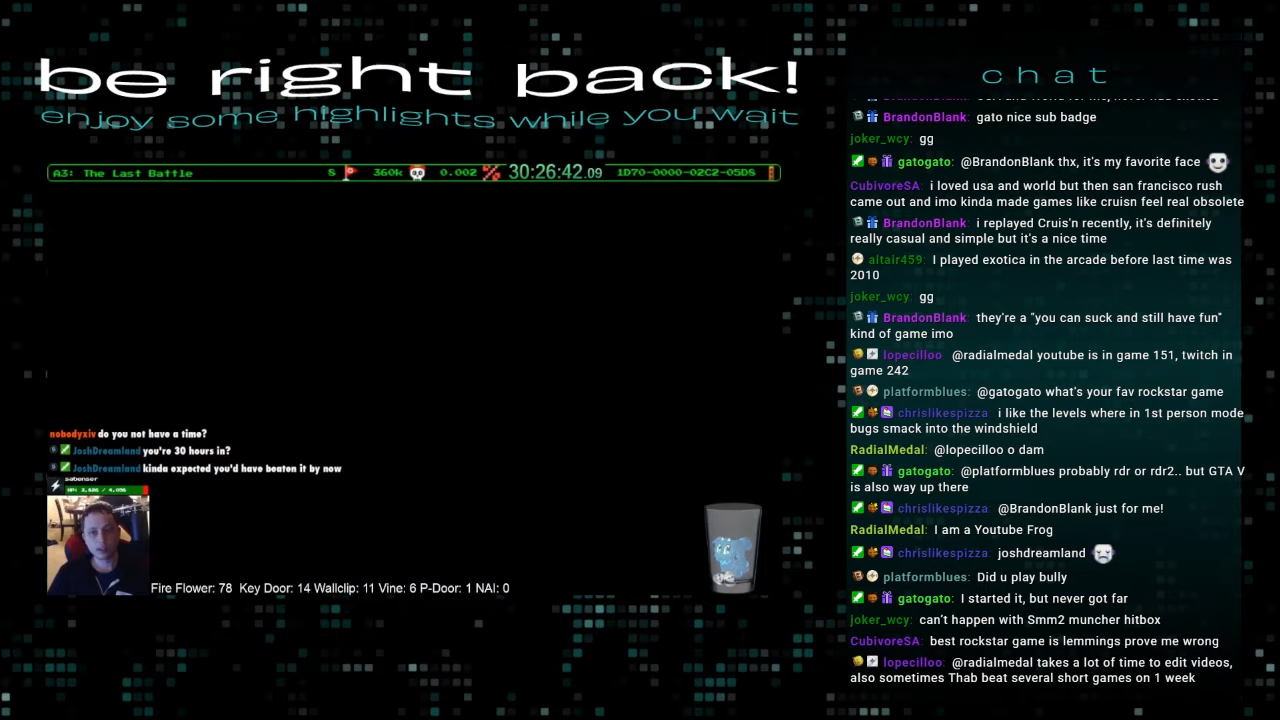 be right back!
enjoy some highlights while you wait
A3: The Last Battle 8 360k 0.002 30:26:42.09 1D70-0000-02C2-05D8
nobodyxiv do you not have a time?
JoshDreamland you're 30 hours in?
JoshDreamland kinda expected you'd have beaten it by now
sabenser
Fire Flower: 78 Key Door: 14 Wallclip: 11 Vine: 6 P-Door: 1 NAI: 0
chat
BrandonBlank: gato nice sub badge
joker_wcy: gg
gatogato: @BrandonBlank thx, it's my favorite face
CubivoreSA: i loved usa and world but then san francisco rush
came out and imo kinda made games like cruisn feel real obsolete
BrandonBlank: i replayed Cruis'n recently, it's definitely
really casual and simple but it's a nice time
altair459: I played exotica in the arcade before last time was
2010
joker_wcy: gg
BrandonBlank: they're a "you can suck and still have fun"
kind of game imo
lopecilloo: @radialmedal youtube is in game 151, twitch in
game 242
platformblues: @gatogato what's your fav rockstar game
chrislikespizza: i like the levels where in 1st person mode
bugs smack into the windshield
RadialMedal: @lopecilloo o dam
gatogato: @platformblues probably rdr or rdr2.. but GTA V
is also way up there
chrislikespizza: @BrandonBlank just for me!
RadialMedal: I am a Youtube Frog
chrislikespizza: joshdreamland
platformblues: Did u play bully
gatogato: I started it, but never got far
joker_wcy: can't happen with Smm2 muncher hitbox
CubivoreSA: best rockstar game is lemmings prove me wrong
lopecilloo: @radialmedal takes a lot of time to edit videos,
also sometimes Thab beat several short games on 1 week